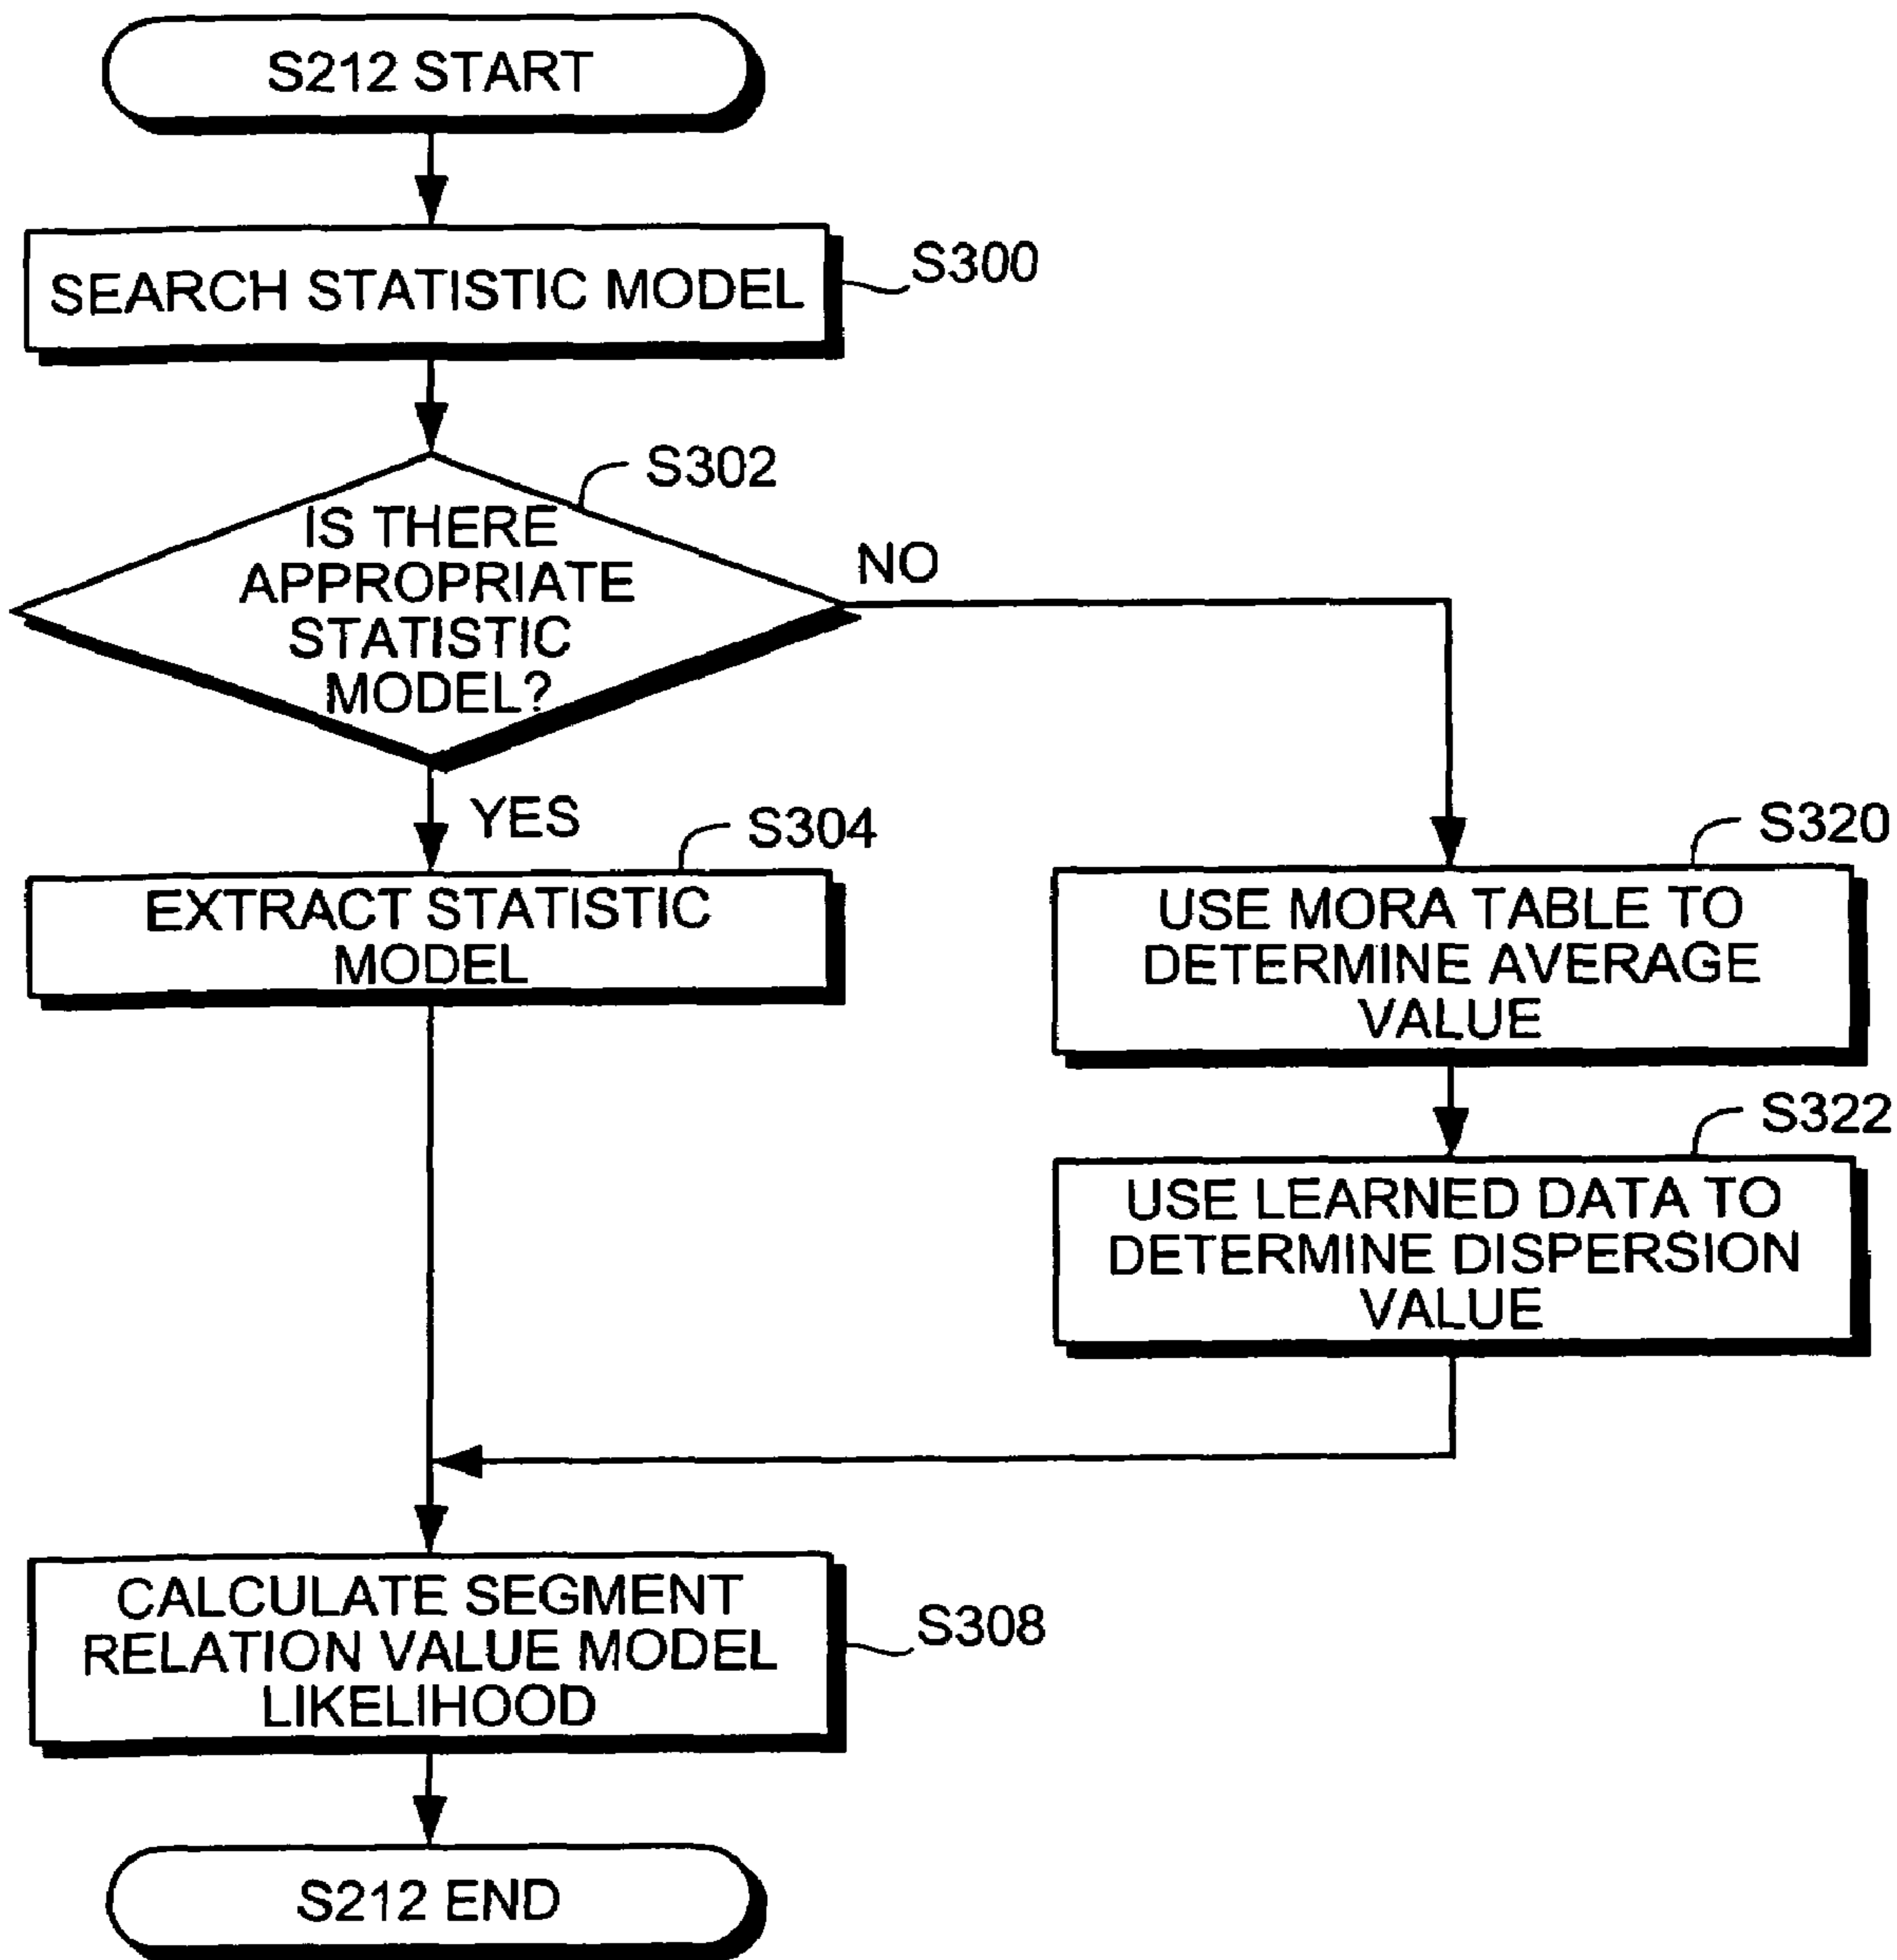 S212 START
SEARCH STATISTIC MODEL
S300
S302
IS THERE
APPROPRIATE
STATISTIC
MODEL?
NO
YES
S304
EXTRACT STATISTIC
MODEL
S320
USE MORA TABLE TO
DETERMINE AVERAGE
VALUE
S322
USE LEARNED DATA TO
DETERMINE DISPERSION
VALUE
CALCULATE SEGMENT
RELATION VALUE MODEL
LIKELIHOOD
S308
S212 END